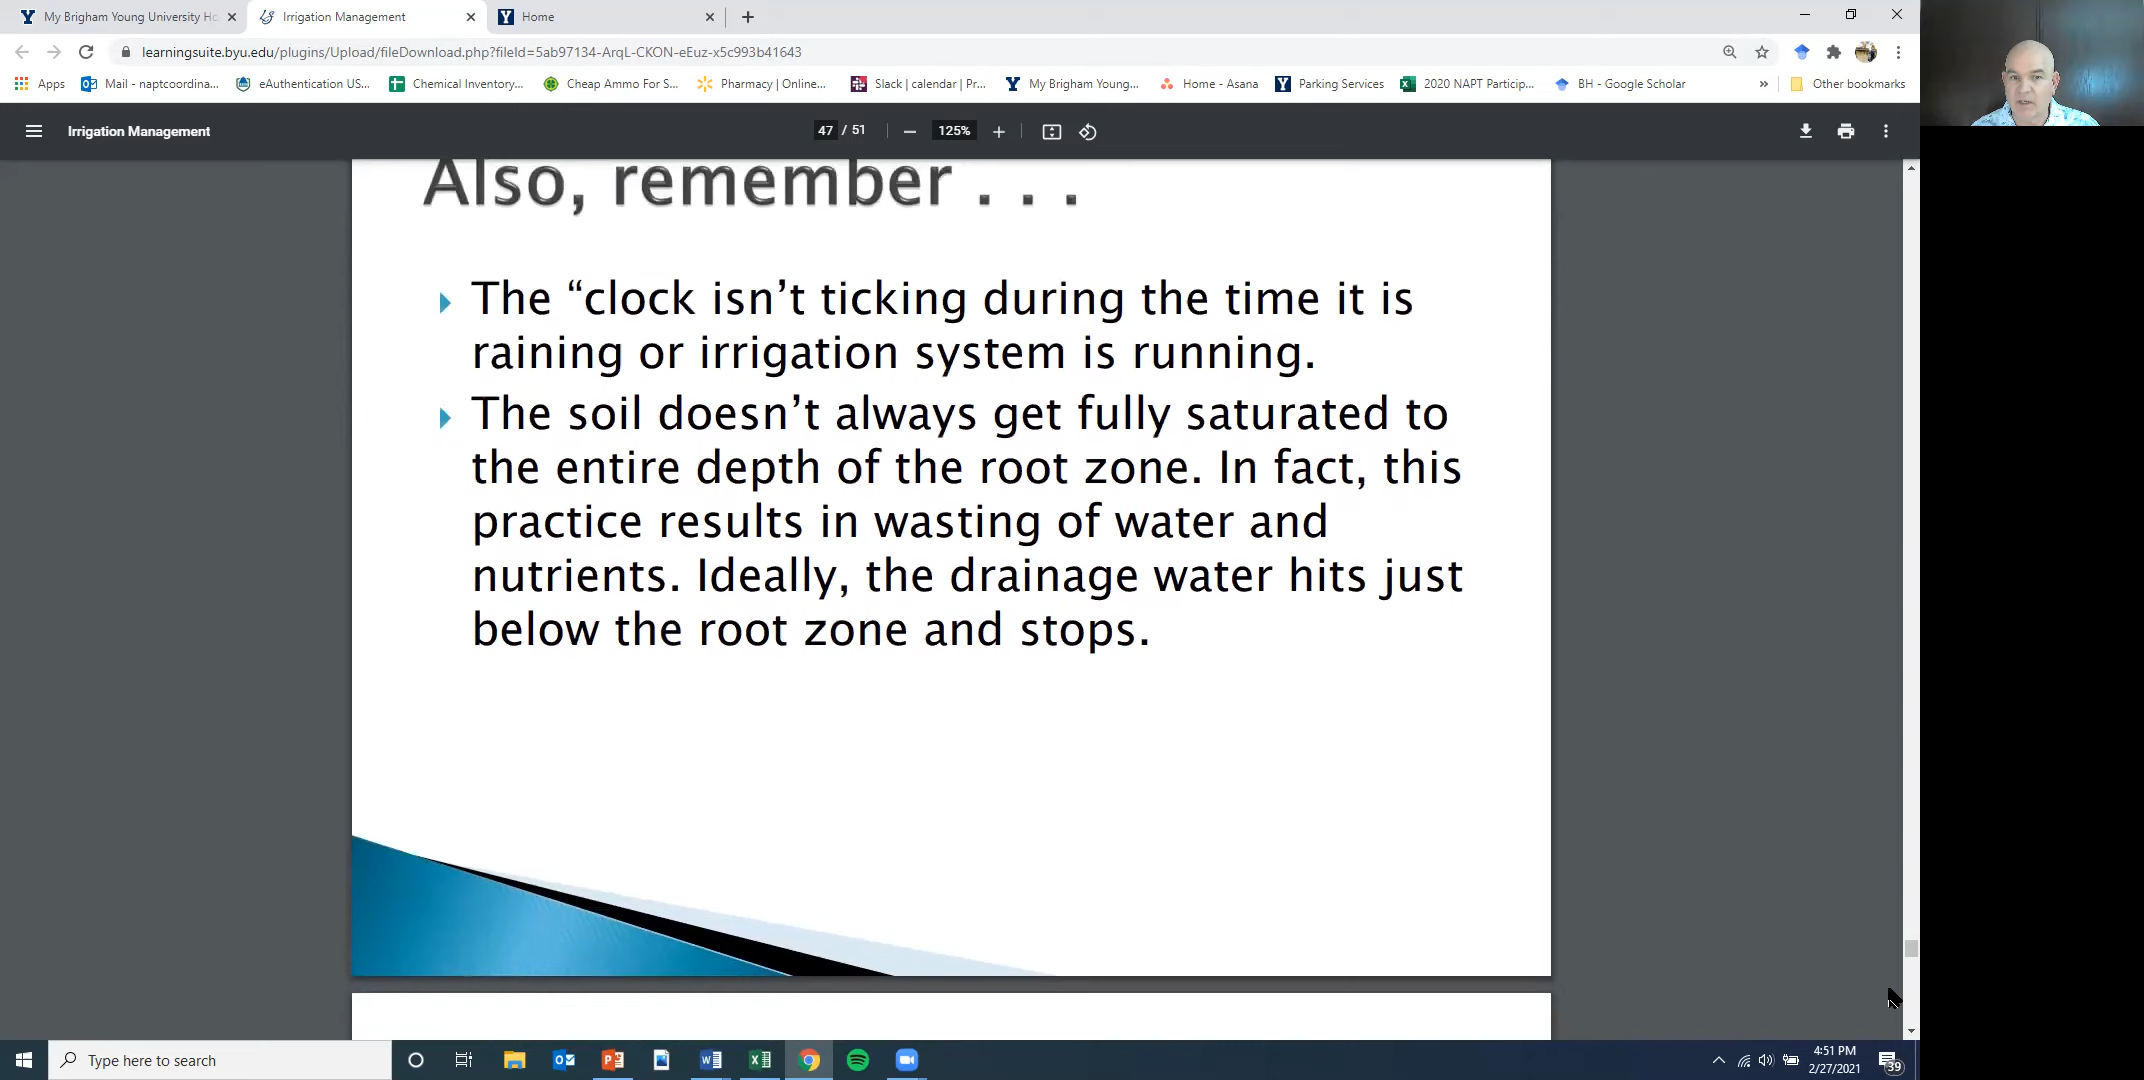 My Brigham Young University Ho
Irrigation Management
Home
learningsuite.byu.edu/plugins/Upload/fileDownload.php?fileId=5ab97134-ArqL-CKON-eEuz-x5c993b41643
Apps
Mail - naptcoordina...
eAuthentication US...
Chemical Inventory...
Cheap Ammo For S...
Pharmacy | Online...
Slack | calendar | Pr...
My Brigham Young...
Home - Asana
Parking Services
2020 NAPT Particip...
BH - Google Scholar
»
Other bookmarks
Irrigation Management
47 / 51
125%
Also, remember . . .
The “clock isn’t ticking during the time it is
raining or irrigation system is running.
The soil doesn’t always get fully saturated to
the entire depth of the root zone. In fact, this
practice results in wasting of water and
nutrients. Ideally, the drainage water hits just
below the root zone and stops.
Type here to search
4:51 PM
2/27/2021
39